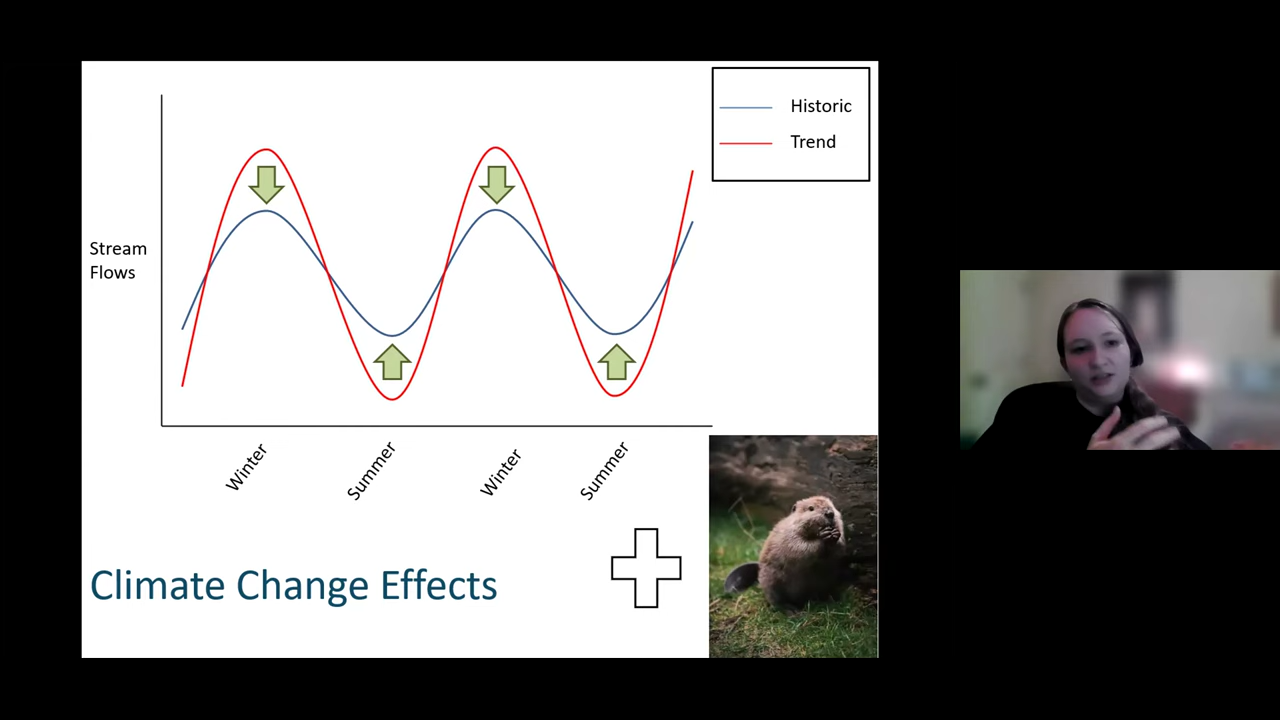 Historic
Trend
Stream
Flows
Winter
Summer
Winter
Summer
Climate Change Effects